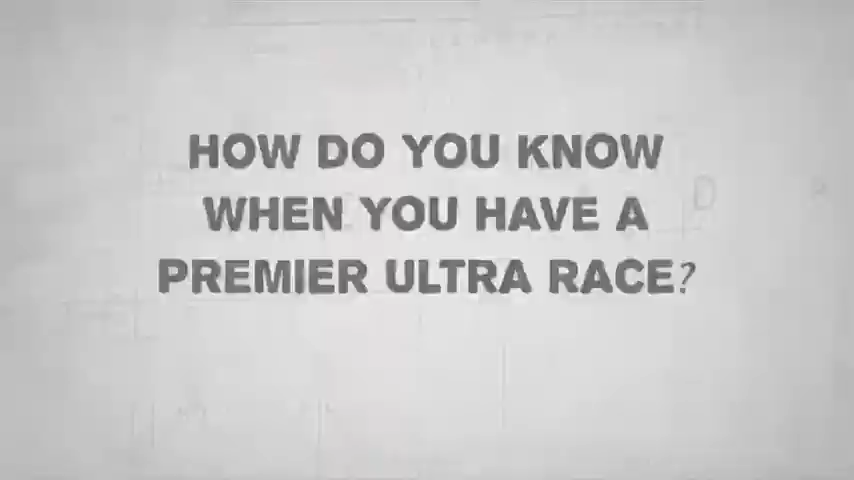 HOW DO YOU KNOW
WHEN YOU HAVE A
PREMIER ULTRA RACE?